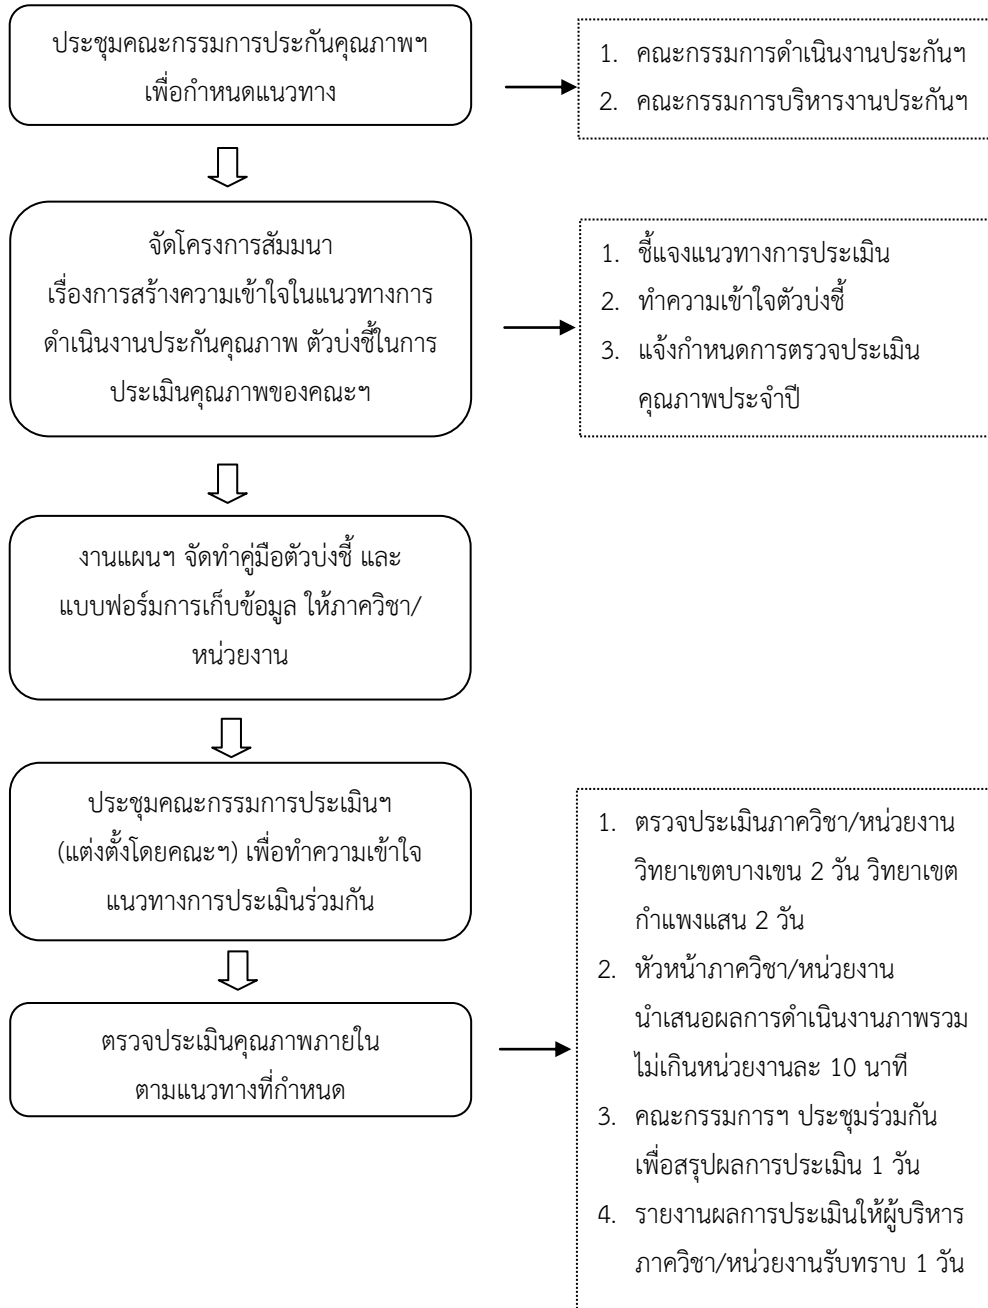 ประชุมคณะกรรมการประกันคุณภาพฯ
เพื่อกำหนดแนวทาง
1. คณะกรรมการดำเนินงานประกันฯ
2. คณะกรรมการบริหารงานประกันฯ
จัดโครงการสัมมนา
เรื่องการสร้างความเข้าใจในแนวทางการ
ดำเนินงานประกันคุณภาพ ตัวบ่งชี้ในการ
ประเมินคุณภาพของคณะฯ
1. ชี้แจงแนวทางการประเมิน
2. ทำความเข้าใจตัวบ่งชี้
3. แจ้งกำหนดการตรวจประเมิน
คุณภาพประจำปี
งานแผนฯ จัดทำคู่มือตัวบ่งชี้ และ
แบบฟอร์มการเก็บข้อมูล ให้ภาควิชา/
หน่วยงาน
ประชุมคณะกรรมการประเมินฯ
(แต่งตั้งโดยคณะฯ) เพื่อทำความเข้าใจ
แนวทางการประเมินร่วมกัน
ตรวจประเมินคุณภาพภายใน
ตามแนวทางที่กำหนด
1. ตรวจประเมินภาควิชา/หน่วยงาน
วิทยาเขตบางเขน 2 วัน วิทยาเขต
กำแพงแสน 2 วัน
2. หัวหน้าภาควิชา/หน่วยงาน
นำเสนอผลการดำเนินงานภาพรวม
ไม่เกินหน่วยงานละ 10 นาที
3. คณะกรรมการฯ ประชุมร่วมกัน
เพื่อสรุปผลการประเมิน 1 วัน
4. รายงานผลการประเมินให้ผู้บริหาร
ภาควิชา/หน่วยงานรับทราบ 1 วัน